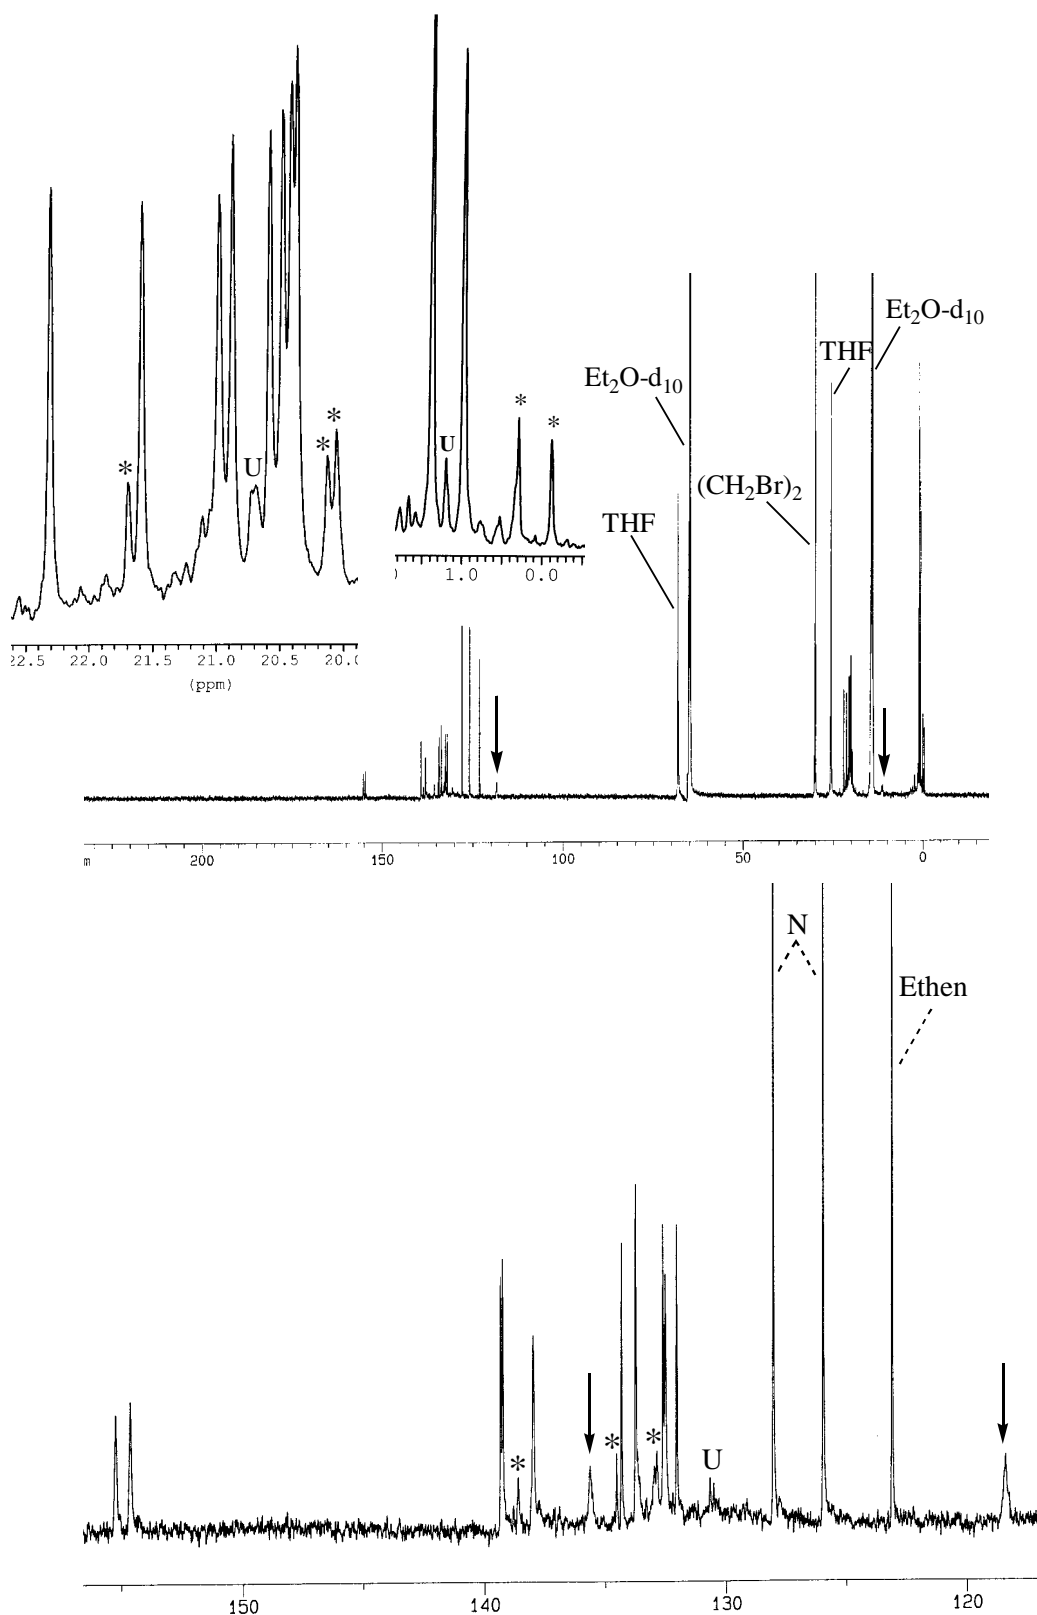 *
*
U
*
U
*
*
Et₂O-d₁₀
THF
Et₂O-d₁₀
(CH₂Br)₂
THF
1.0 0.0
22.5 22.0 21.5 21.0 20.5 20.0
(ppm)
m 200 150 100 50 0
N
Ethen
*
*
*
U
150 140 130 120